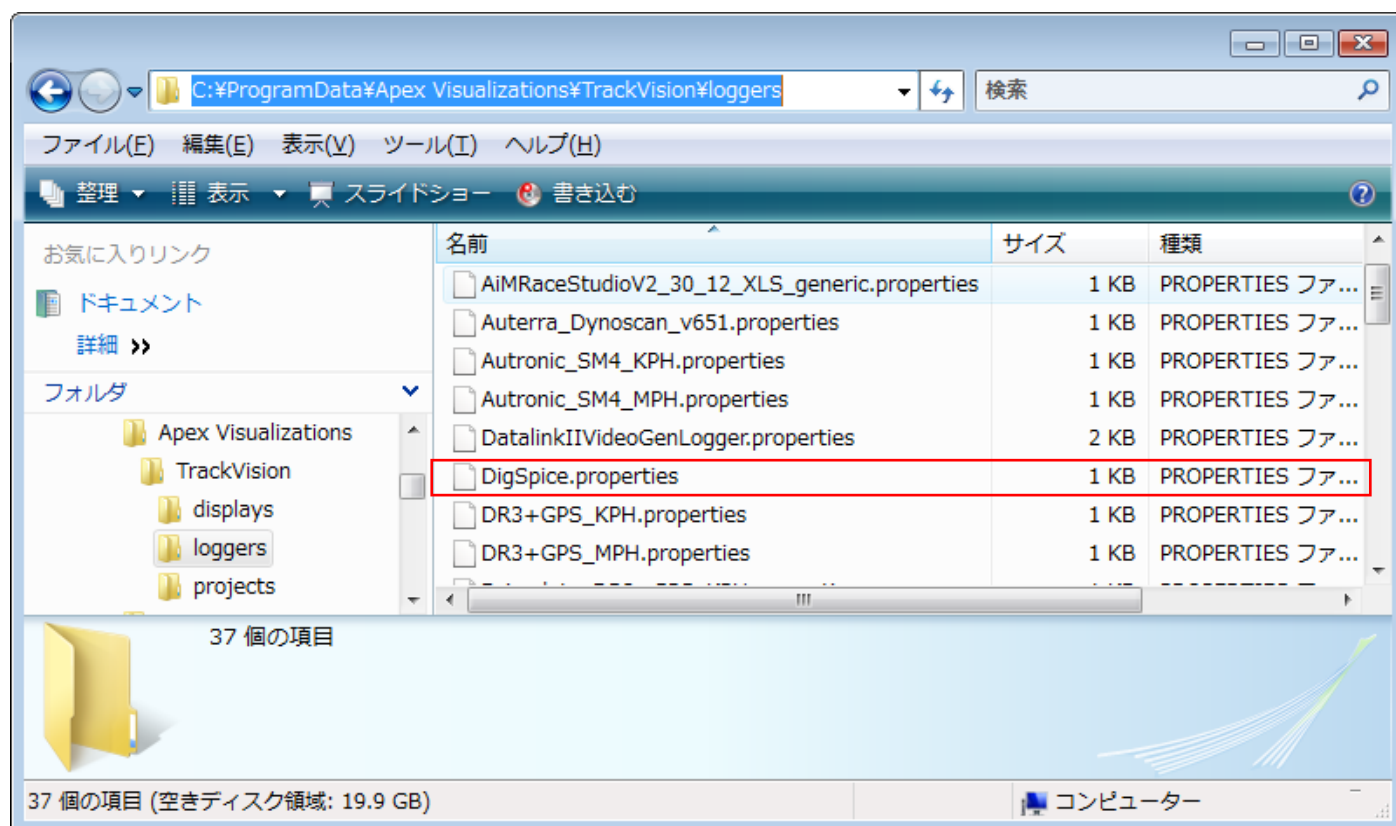 C:¥ProgramData¥Apex Visualizations¥TrackVision¥loggers
検索
ファイル(F) 編集(E) 表示(V) ツール(T) ヘルプ(H)
整理 表示 スライドショー 書き込む
お気に入りリンク
ドキュメント
詳細 >>
フォルダ
Apex Visualizations
TrackVision
displays
loggers
projects
名前 サイズ 種類
AiMRaceStudioV2_30_12_XLS_generic.properties 1 KB PROPERTIES ファ...
Auterra_Dynoscan_v651.properties 1 KB PROPERTIES ファ...
Autronic_SM4_KPH.properties 1 KB PROPERTIES ファ...
Autronic_SM4_MPH.properties 1 KB PROPERTIES ファ...
DatalinkIIVideoGenLogger.properties 2 KB PROPERTIES ファ...
DigSpice.properties 1 KB PROPERTIES ファ...
DR3+GPS_KPH.properties 1 KB PROPERTIES ファ...
DR3+GPS_MPH.properties 1 KB PROPERTIES ファ...
37 個の項目
37 個の項目 (空きディスク領域: 19.9 GB)
コンピューター